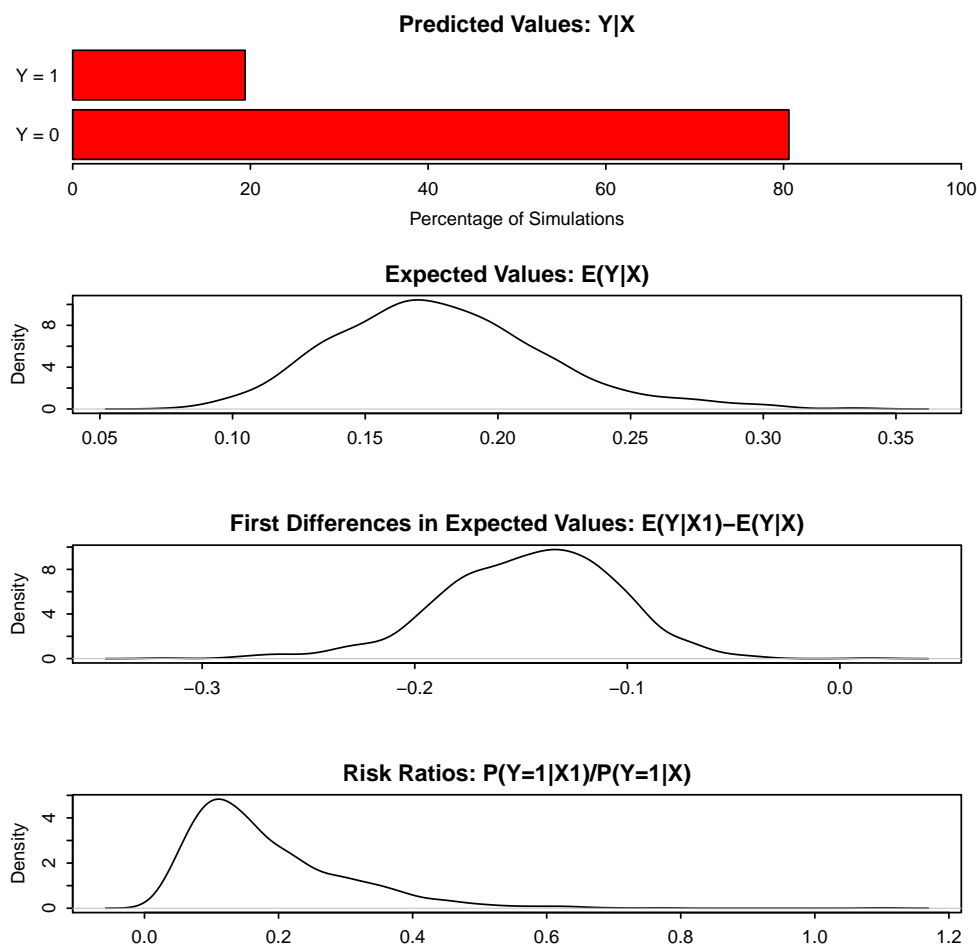 Predicted Values: Y|X
Y = 1
Y = 0
0 20 40 60 80 100
Percentage of Simulations
Expected Values: E(Y|X)
Density
0 4 8
0.05 0.10 0.15 0.20 0.25 0.30 0.35
First Differences in Expected Values: E(Y|X1)−E(Y|X)
Density
0 4 8
−0.3 −0.2 −0.1 0.0
Risk Ratios: P(Y=1|X1)/P(Y=1|X)
Density
0 2 4
0.0 0.2 0.4 0.6 0.8 1.0 1.2